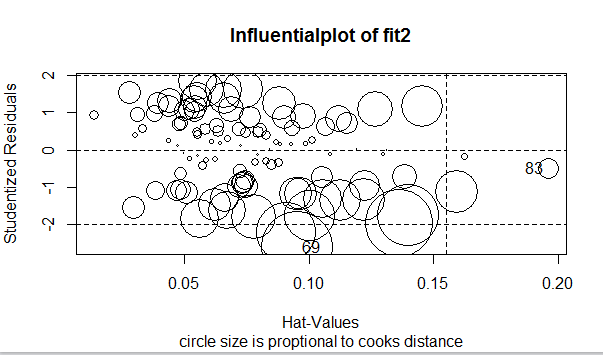 Influentialplot of fit2
Studentized Residuals
2
1
0
-1
-2
83
69
0.05
0.10
0.15
0.20
Hat-Values
circle size is proptional to cooks distance